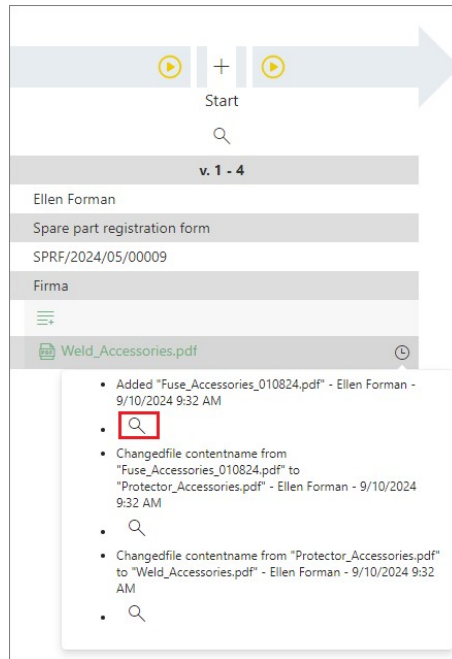 Start
v. 1 - 4
Ellen Forman
Spare part registration form
SPRF/2024/05/00009
Firma
Weld_Accessories.pdf
Added "Fuse_Accessories_010824.pdf" - Ellen Forman -
9/10/2024 9:32 AM
Changedfile contentname from
"Fuse_Accessories_010824.pdf" to
"Protector_Accessories.pdf" - Ellen Forman - 9/10/2024
9:32 AM
Changedfile contentname from "Protector_Accessories.pdf"
to "Weld_Accessories.pdf" - Ellen Forman - 9/10/2024 9:32
AM